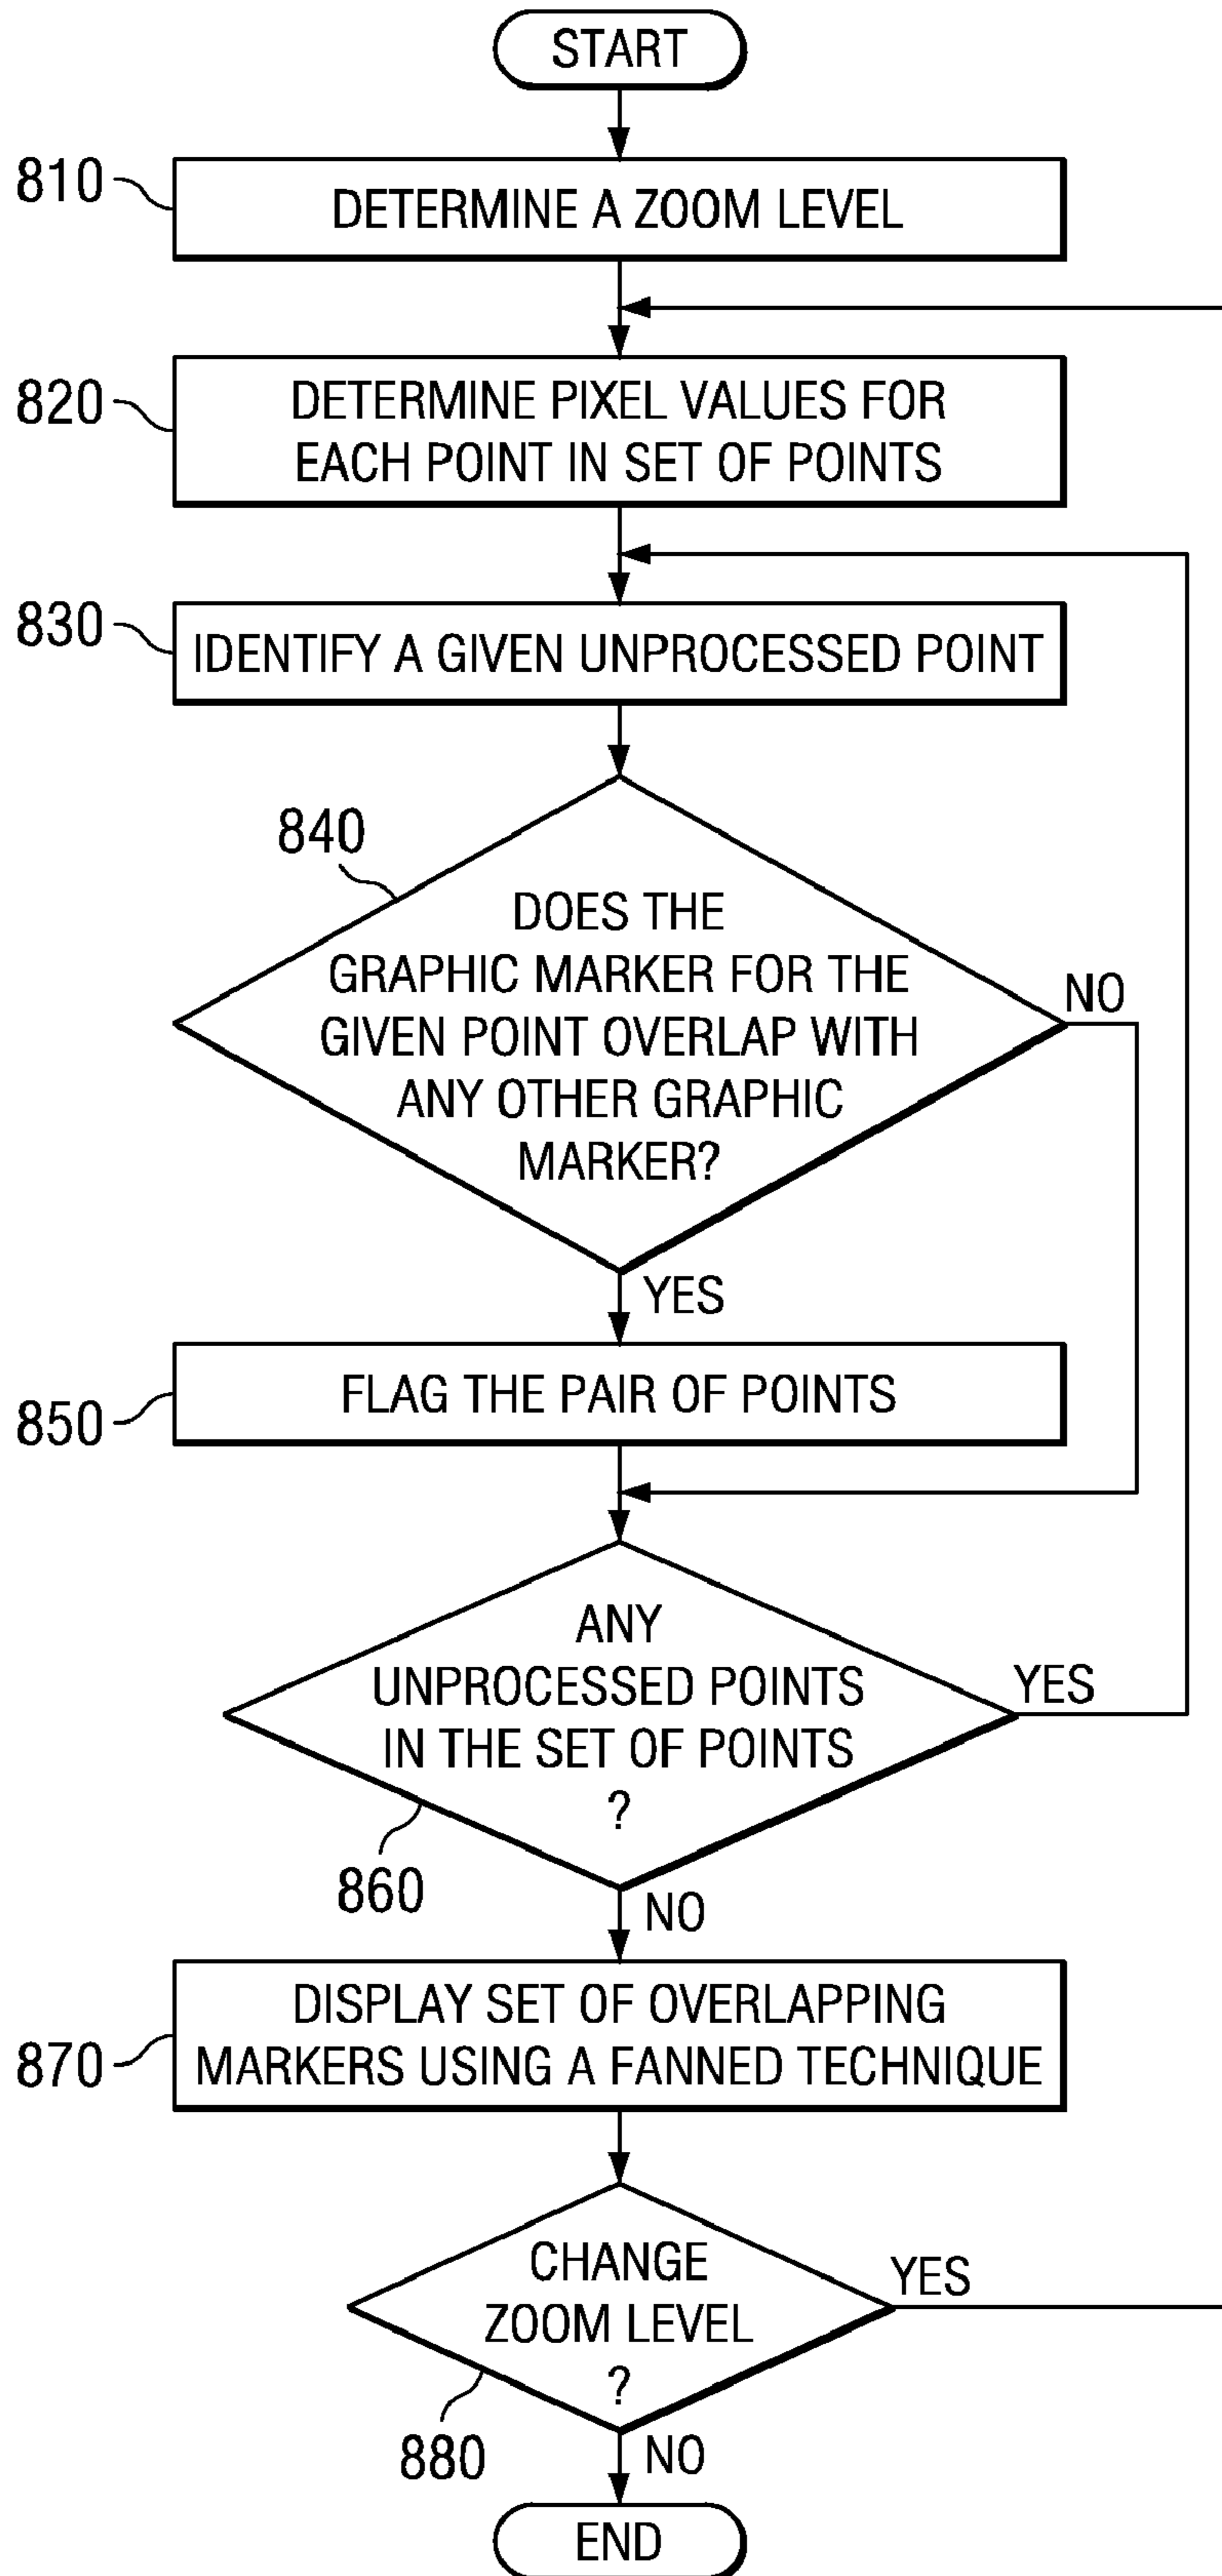 START
810
DETERMINE A ZOOM LEVEL
820
DETERMINE PIXEL VALUES FOR
EACH POINT IN SET OF POINTS
830
IDENTIFY A GIVEN UNPROCESSED POINT
840
DOES THE
GRAPHIC MARKER FOR THE
GIVEN POINT OVERLAP WITH
ANY OTHER GRAPHIC
MARKER?
NO
YES
850
FLAG THE PAIR OF POINTS
ANY
UNPROCESSED POINTS
IN THE SET OF POINTS
?
YES
860
NO
870
DISPLAY SET OF OVERLAPPING
MARKERS USING A FANNED TECHNIQUE
CHANGE
ZOOM LEVEL
?
YES
880
NO
END